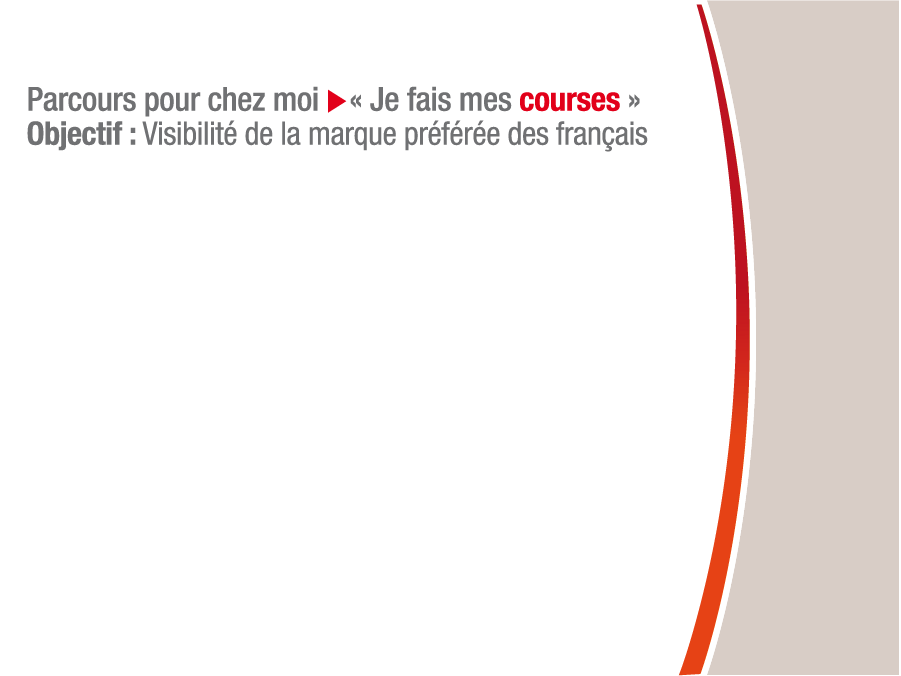 Parcours pour chez moi ▶ « Je fais mes courses »
Objectif : Visibilité de la marque préférée des français